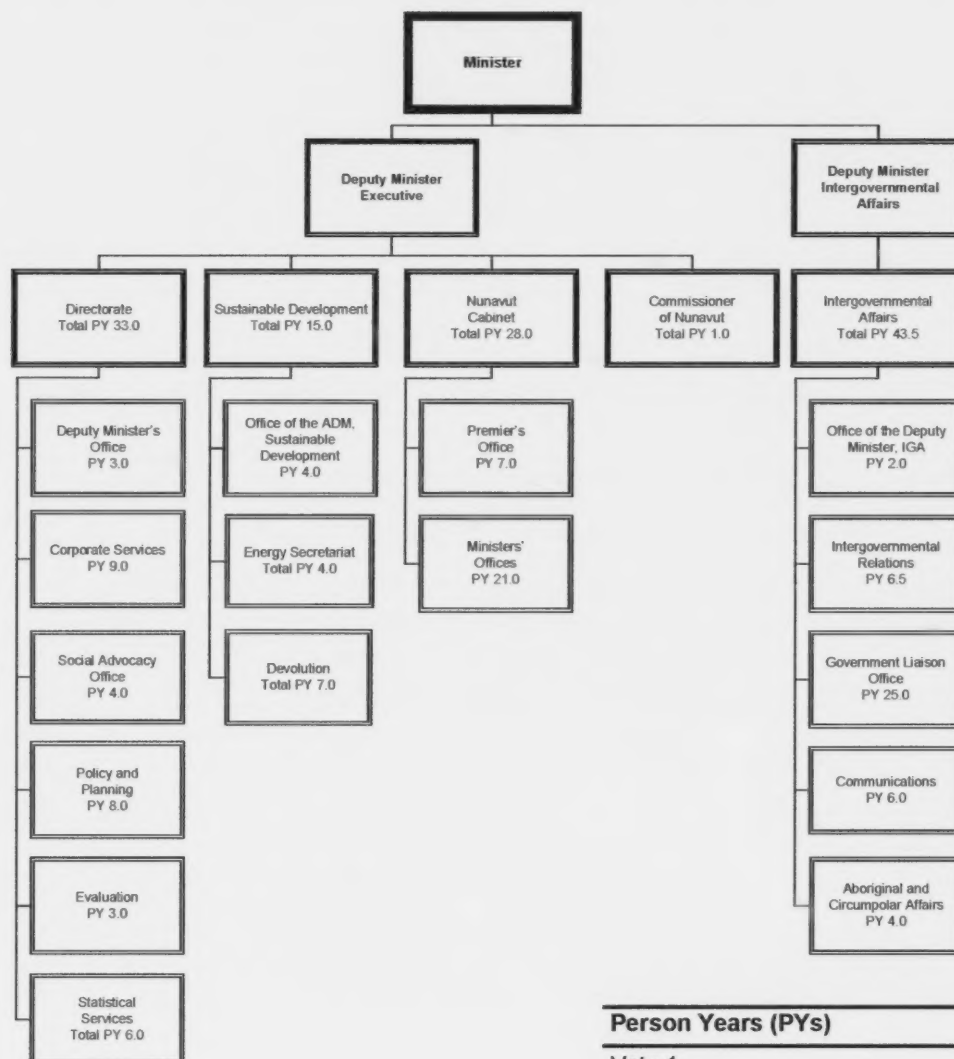 Minister
Deputy Minister
Executive
Deputy Minister
Intergovernmental
Affairs
Directorate
Total PY 33.0
Sustainable Development
Total PY 15.0
Nunavut
Cabinet
Total PY 28.0
Commissioner
of Nunavut
Total PY 1.0
Intergovernmental
Affairs
Total PY 43.5
Deputy Minister's
Office
PY 3.0
Corporate Services
PY 9.0
Social Advocacy
Office
PY 4.0
Policy and
Planning
PY 8.0
Evaluation
PY 3.0
Statistical
Services
Total PY 6.0
Office of the ADM,
Sustainable
Development
PY 4.0
Energy Secretariat
Total PY 4.0
Devolution
Total PY 7.0
Premier's
Office
PY 7.0
Ministers'
Offices
PY 21.0
Office of the Deputy
Minister, IGA
PY 2.0
Intergovernmental
Relations
PY 6.5
Government Liaison
Office
PY 25.0
Communications
PY 6.0
Aboriginal and
Circumpolar Affairs
PY 4.0
Person Years (PYs)